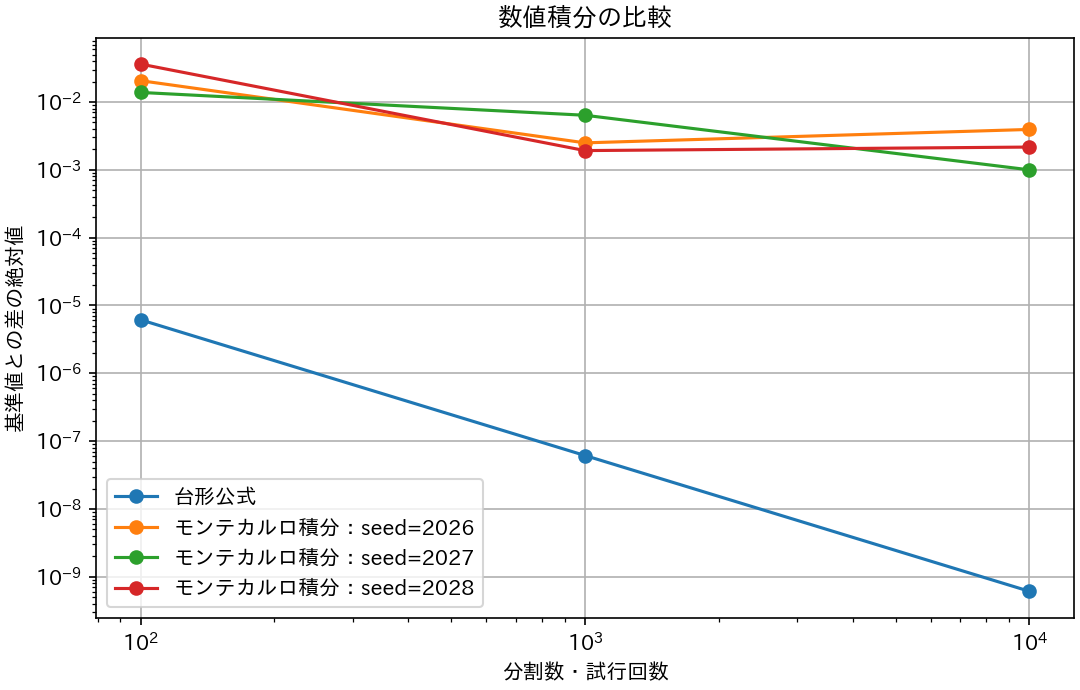 数値積分の比較
基準値との差の絶対値
10⁻²
10⁻³
10⁻⁴
10⁻⁵
10⁻⁶
10⁻⁷
10⁻⁸
10⁻⁹
台形公式
モンテカルロ積分：seed=2026
モンテカルロ積分：seed=2027
モンテカルロ積分：seed=2028
10² 10³ 10⁴
分割数・試行回数